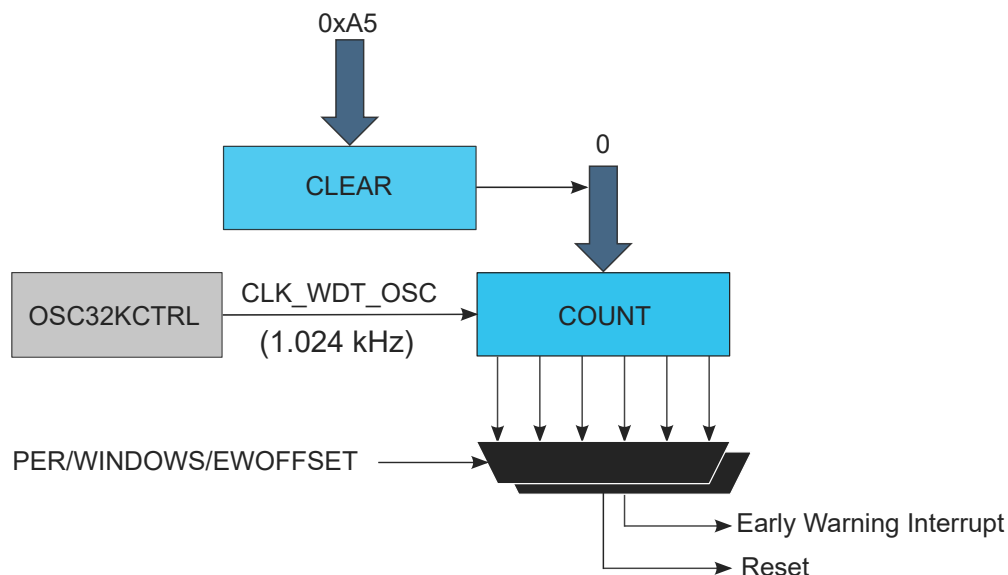 0xA5
0
CLEAR
CLK_WDT_OSC
OSC32KCTRL
COUNT
(1.024 kHz)
PER/WINDOWS/EWOFFSET
Early Warning Interrupt
Reset